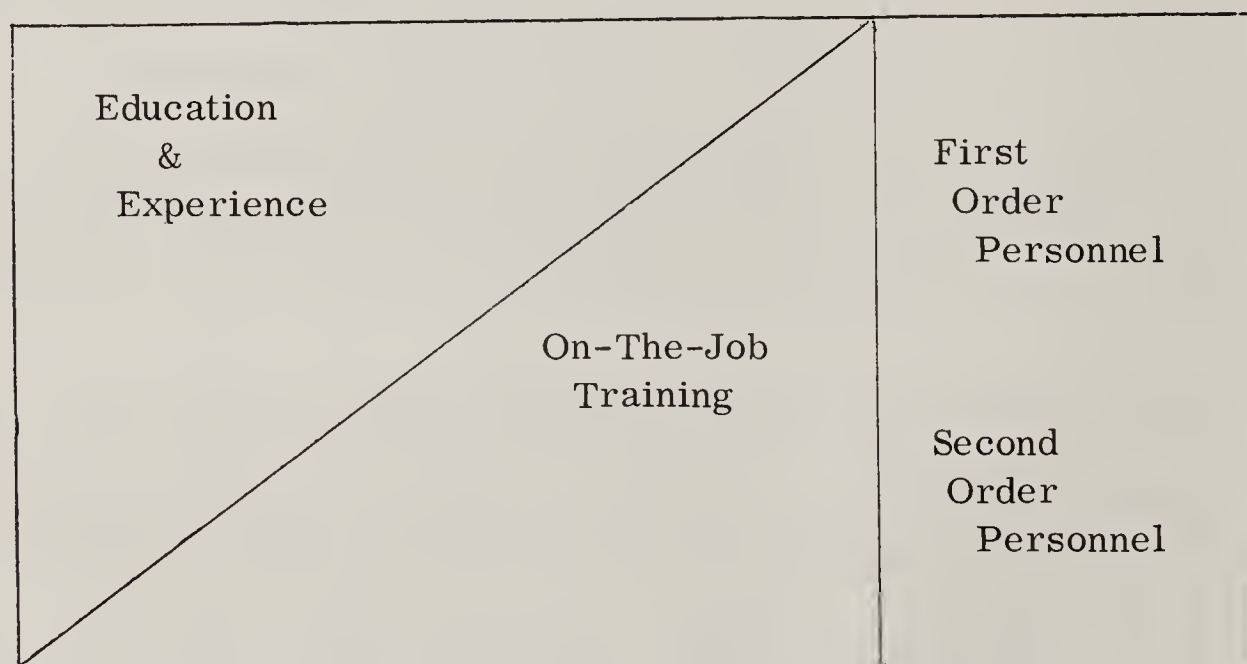 Education
&
Experience
On-The-Job
Training
First
Order
Personnel
Second
Order
Personnel